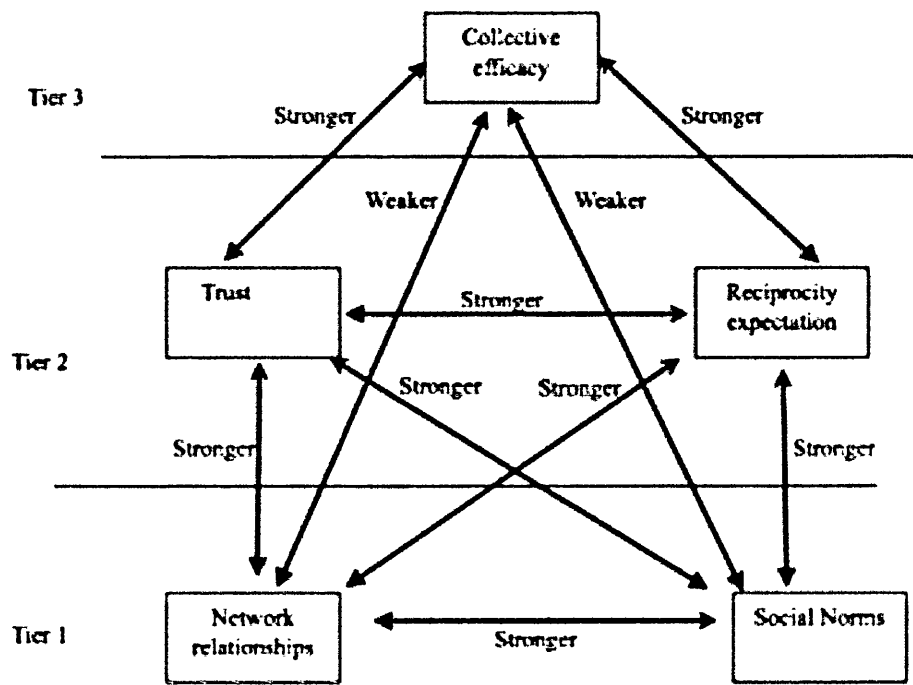 Collective
efficacy
Tier 3
Stronger
Stronger
Weaker
Weaker
Trust
Stronger
Reciprocity
expectation
Tier 2
Stronger
Stronger
Stronger
Stronger
Network
relationships
Social Norms
Tier 1
Stronger